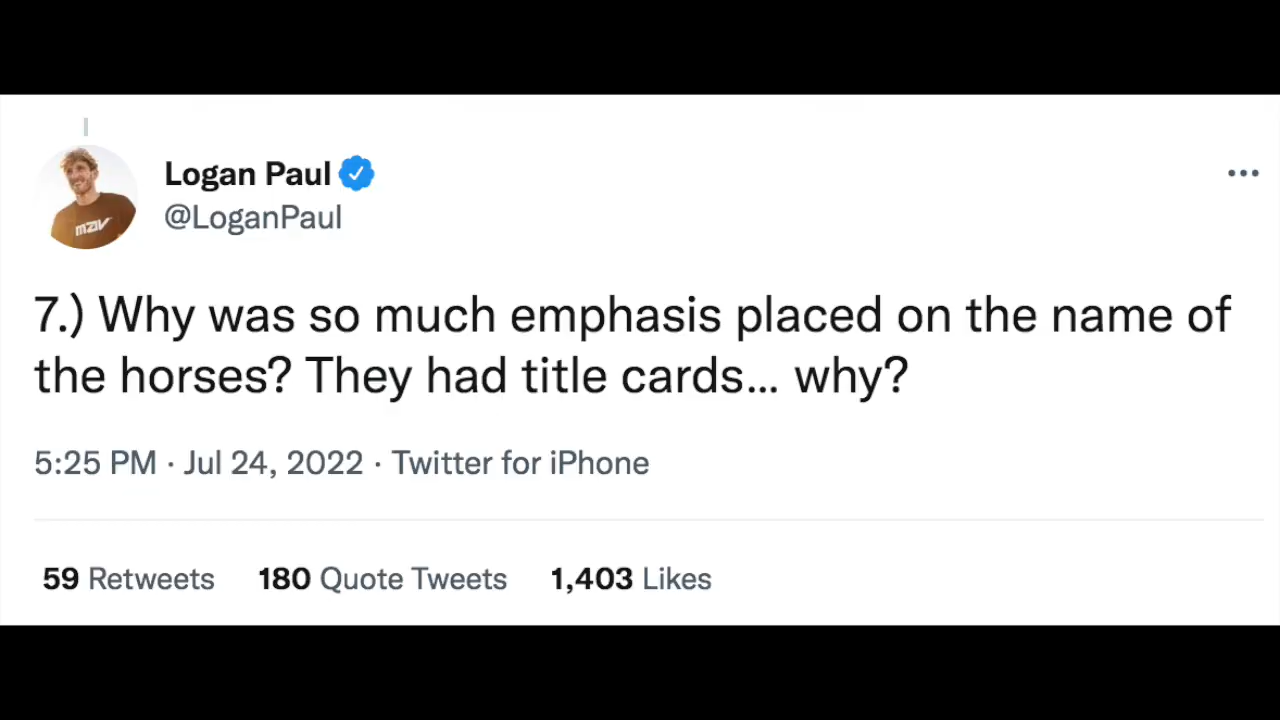 Logan Paul
@LoganPaul
7.) Why was so much emphasis placed on the name of
the horses? They had title cards... why?
5:25 PM · Jul 24, 2022 · Twitter for iPhone
59 Retweets 180 Quote Tweets 1,403 Likes